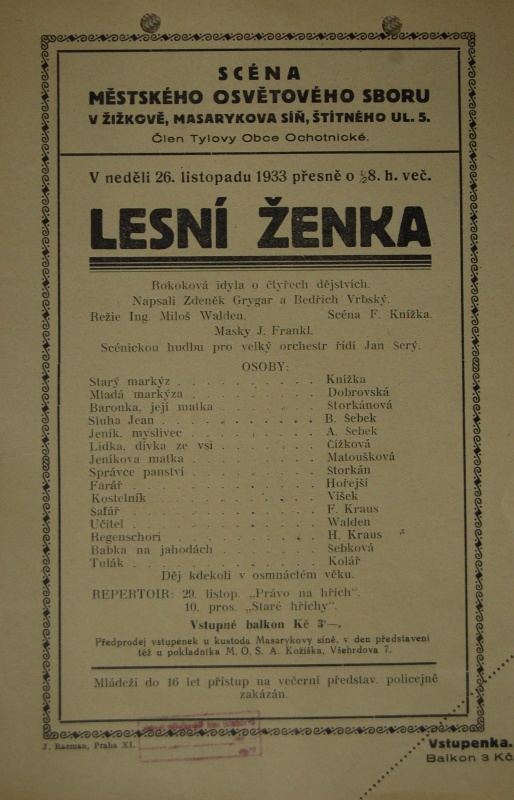 SCÉNA
MĚSTSKÉHO OSVĚTOVÉHO SBORU
V ŽIŽKOVĚ, MASARYKOVA SÍŇ, ŠTÍTNÉHO UL. 5.
Člen Tylovy Obce Ochotnické.
V neděli 26. listopadu 1933 přesně o ½8. h. več.
LESNÍ ŽENKA
Rokoková idyla o čtyřech dějstvích.
Napsali Zdeněk Grygar a Bedřich Vrbský.
Režie Ing. Miloš Walden. Scéna F. Knížka.
Masky J. Frankl.
Scénickou hudbu pro velký orchestr řídí Jan Šerý.
OSOBY:
Starý markýz . . . . . . . . . Knížka
Mladá markýza . . . . . . . . Dobrovská
Baronka, její matka . . . . . . . Štorkánová
Sluha Jean . . . . . . . . . . B. Šebek
Jeník, myslivec . . . . . . . . A. Šebek
Lidka, dívka ze vsi . . . . . . . Čížková
Jeníkova matka . . . . . . . . Matoušková
Správce panství . . . . . . . . Štorkán
Farář . . . . . . . . . . . Hořejší
Kostelník . . . . . . . . . . Víšek
Šafář . . . . . . . . . . . F. Kraus
Učitel . . . . . . . . . . . Walden
Regenschori . . . . . . . . . H. Kraus
Babka na jahodách . . . . . . . Šebková
Tulák . . . . . . . . . . . Kolář
Děj kdekoli v osmnáctém věku.
REPERTOIR: 29. listop. „Právo na hřích“.
10. pros. „Staré hříchy“.
Vstupné balkon Kč 3·—.
Předprodej vstupenek u kustoda Masarykovy síně, v den představení
též u pokladníka M. O. S. A. Kožíška, Všehrdova 7.
Mládeži do 16 let přístup na večerní představ. policejně
zakázán.
J. Razman, Praha XI.
Vstupenka.
Balkon 3 Kč